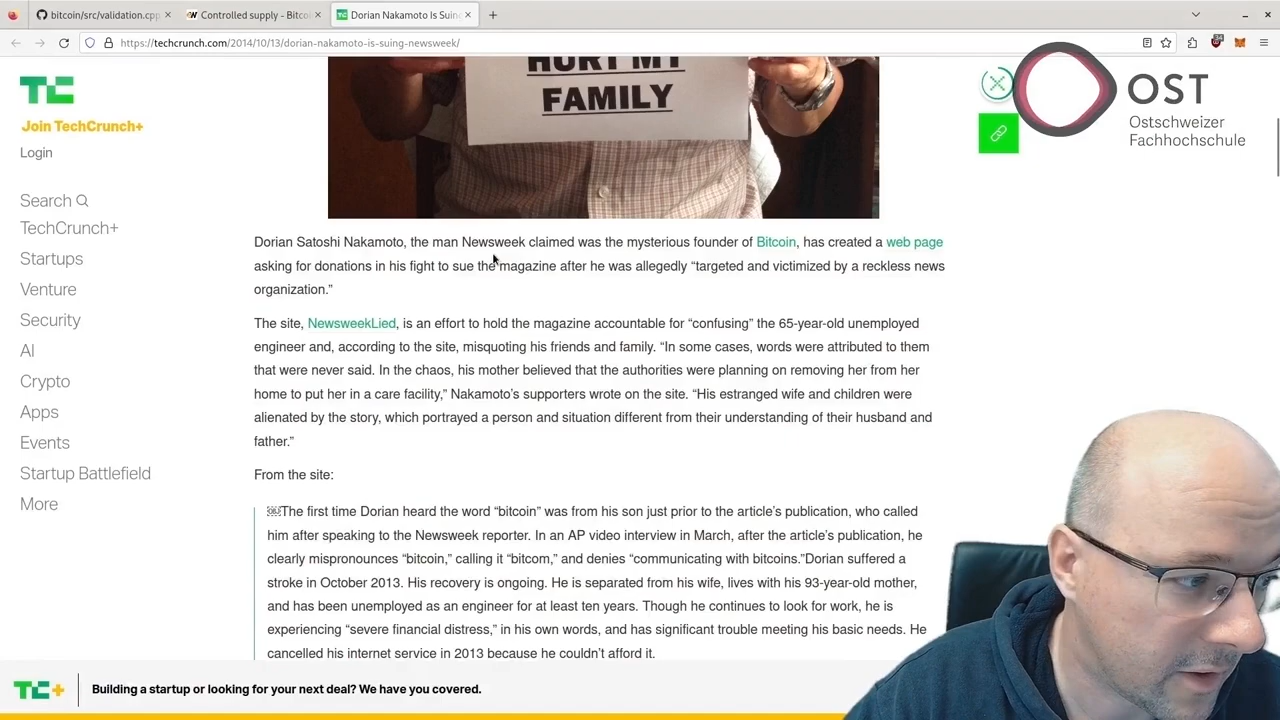 bitcoin/src/validation.cpp
Controlled supply - Bitcoi
Dorian Nakamoto Is Suing
https://techcrunch.com/2014/10/13/dorian-nakamoto-is-suing-newsweek/
HURT MY
FAMILY
OST
Ostschweizer
Fachhochschule
Join TechCrunch+
Login
Search
TechCrunch+
Startups
Venture
Security
AI
Crypto
Apps
Events
Startup Battlefield
More
Dorian Satoshi Nakamoto, the man Newsweek claimed was the mysterious founder of Bitcoin, has created a web page
asking for donations in his fight to sue the magazine after he was allegedly “targeted and victimized by a reckless news
organization.”
The site, NewsweekLied, is an effort to hold the magazine accountable for “confusing” the 65-year-old unemployed
engineer and, according to the site, misquoting his friends and family. “In some cases, words were attributed to them
that were never said. In the chaos, his mother believed that the authorities were planning on removing her from her
home to put her in a care facility,” Nakamoto’s supporters wrote on the site. “His estranged wife and children were
alienated by the story, which portrayed a person and situation different from their understanding of their husband and
father.”
From the site:
The first time Dorian heard the word “bitcoin” was from his son just prior to the article’s publication, who called
him after speaking to the Newsweek reporter. In an AP video interview in March, after the article’s publication, he
clearly mispronounces “bitcoin,” calling it “bitcom,” and denies “communicating with bitcoins.”Dorian suffered a
stroke in October 2013. His recovery is ongoing. He is separated from his wife, lives with his 93-year-old mother,
and has been unemployed as an engineer for at least ten years. Though he continues to look for work, he is
experiencing “severe financial distress,” in his own words, and has significant trouble meeting his basic needs. He
cancelled his internet service in 2013 because he couldn’t afford it.
TC+
Building a startup or looking for your next deal? We have you covered.